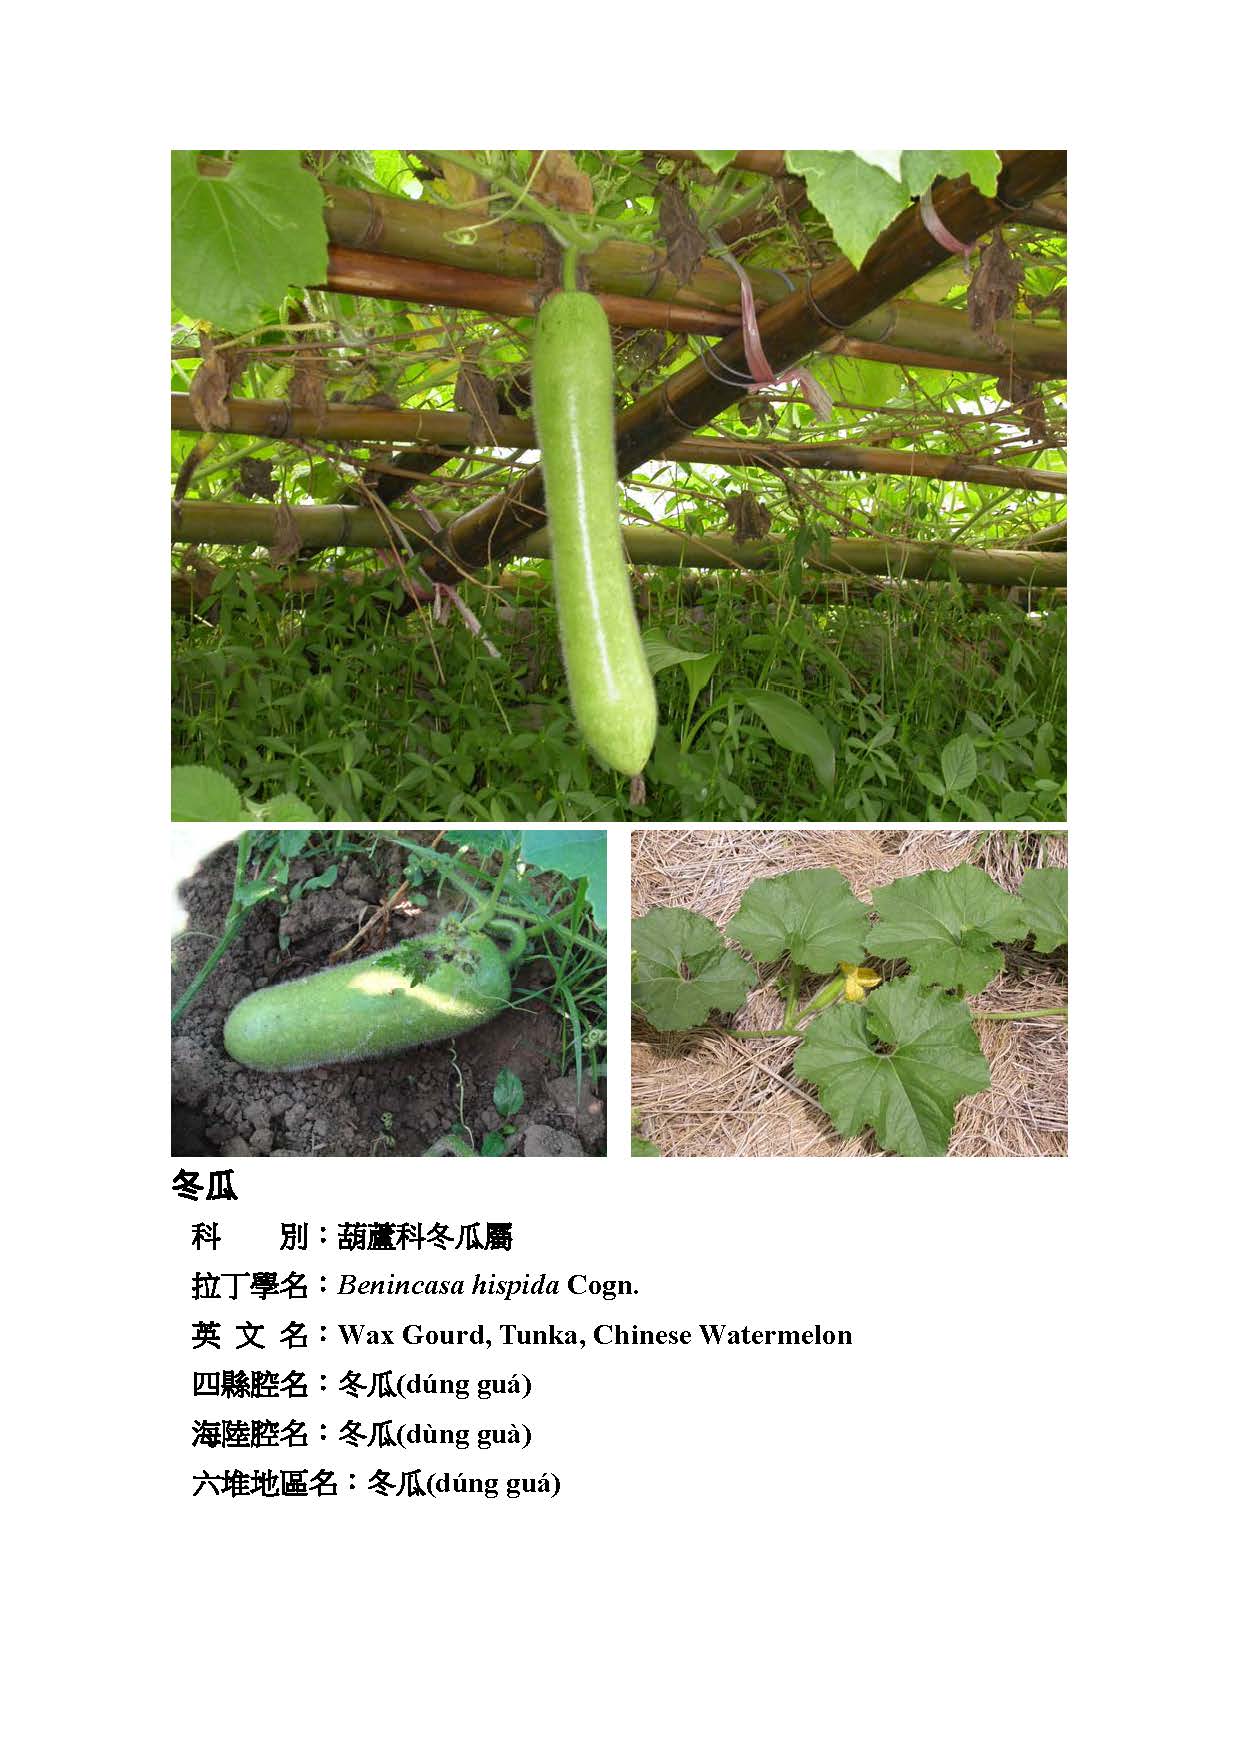 冬瓜
科　　別：葫蘆科冬瓜屬
拉丁學名：Benincasa hispida Cogn.
英 文 名：Wax Gourd, Tunka, Chinese Watermelon
四縣腔名：冬瓜(dúng guá)
海陸腔名：冬瓜(dùng guà)
六堆地區名：冬瓜(dúng guá)